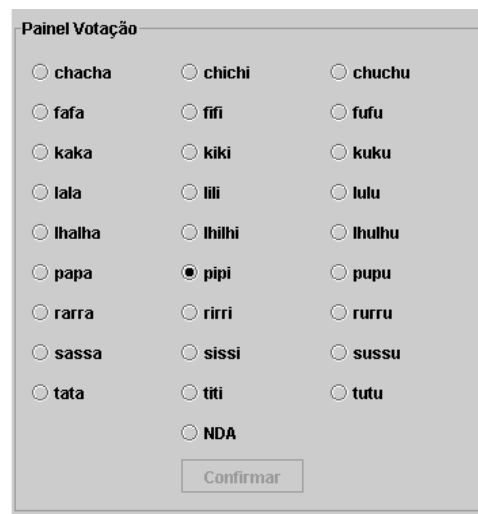 Painel Votação
chacha chichi chuchu
fafa fifi fufu
kaka kiki kuku
lala lili lulu
lhalha lhilhi lhulhu
papa pipi pupu
rarra rirri rurru
sassa sissi sussu
tata titi tutu
NDA
Confirmar